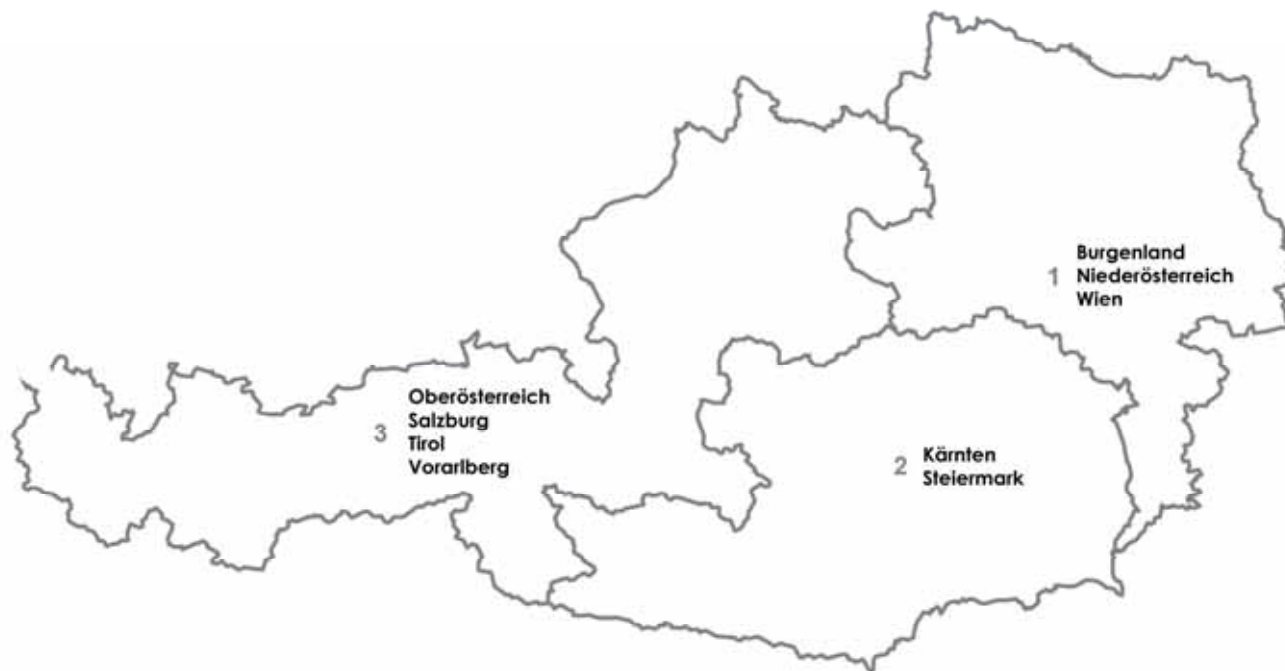 1 Burgenland
Niederösterreich
Wien
3 Oberösterreich
Salzburg
Tirol
Vorarlberg
2 Kärnten
Steiermark